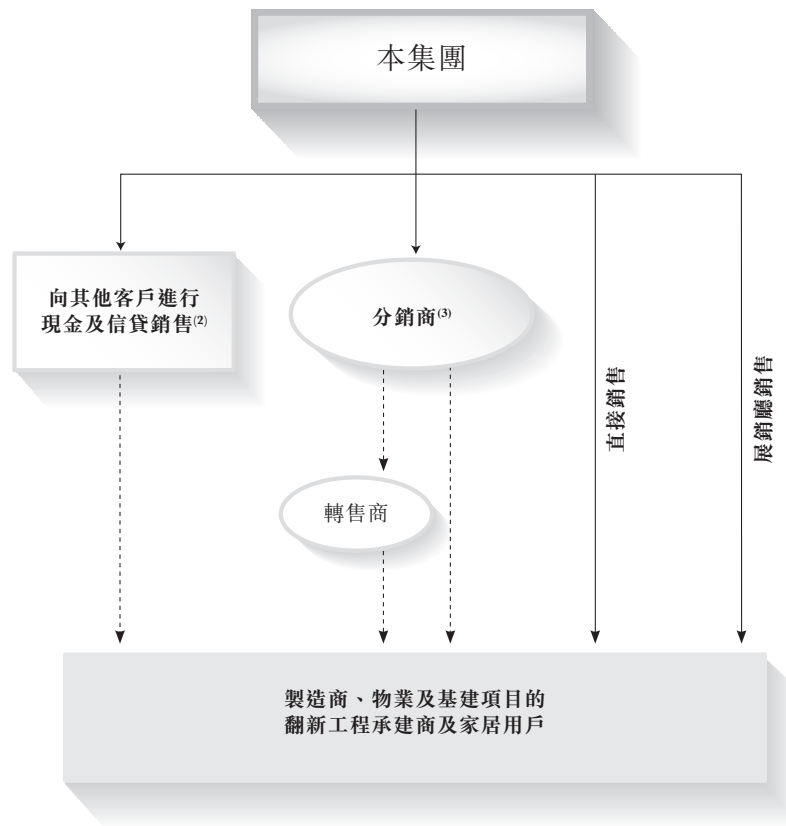 本集團
向其他客戶進行
現金及信貸銷售(2)
分銷商(3)
直接銷售
展銷廳銷售
轉售商
製造商、物業及基建項目的
翻新工程承建商及家居用戶